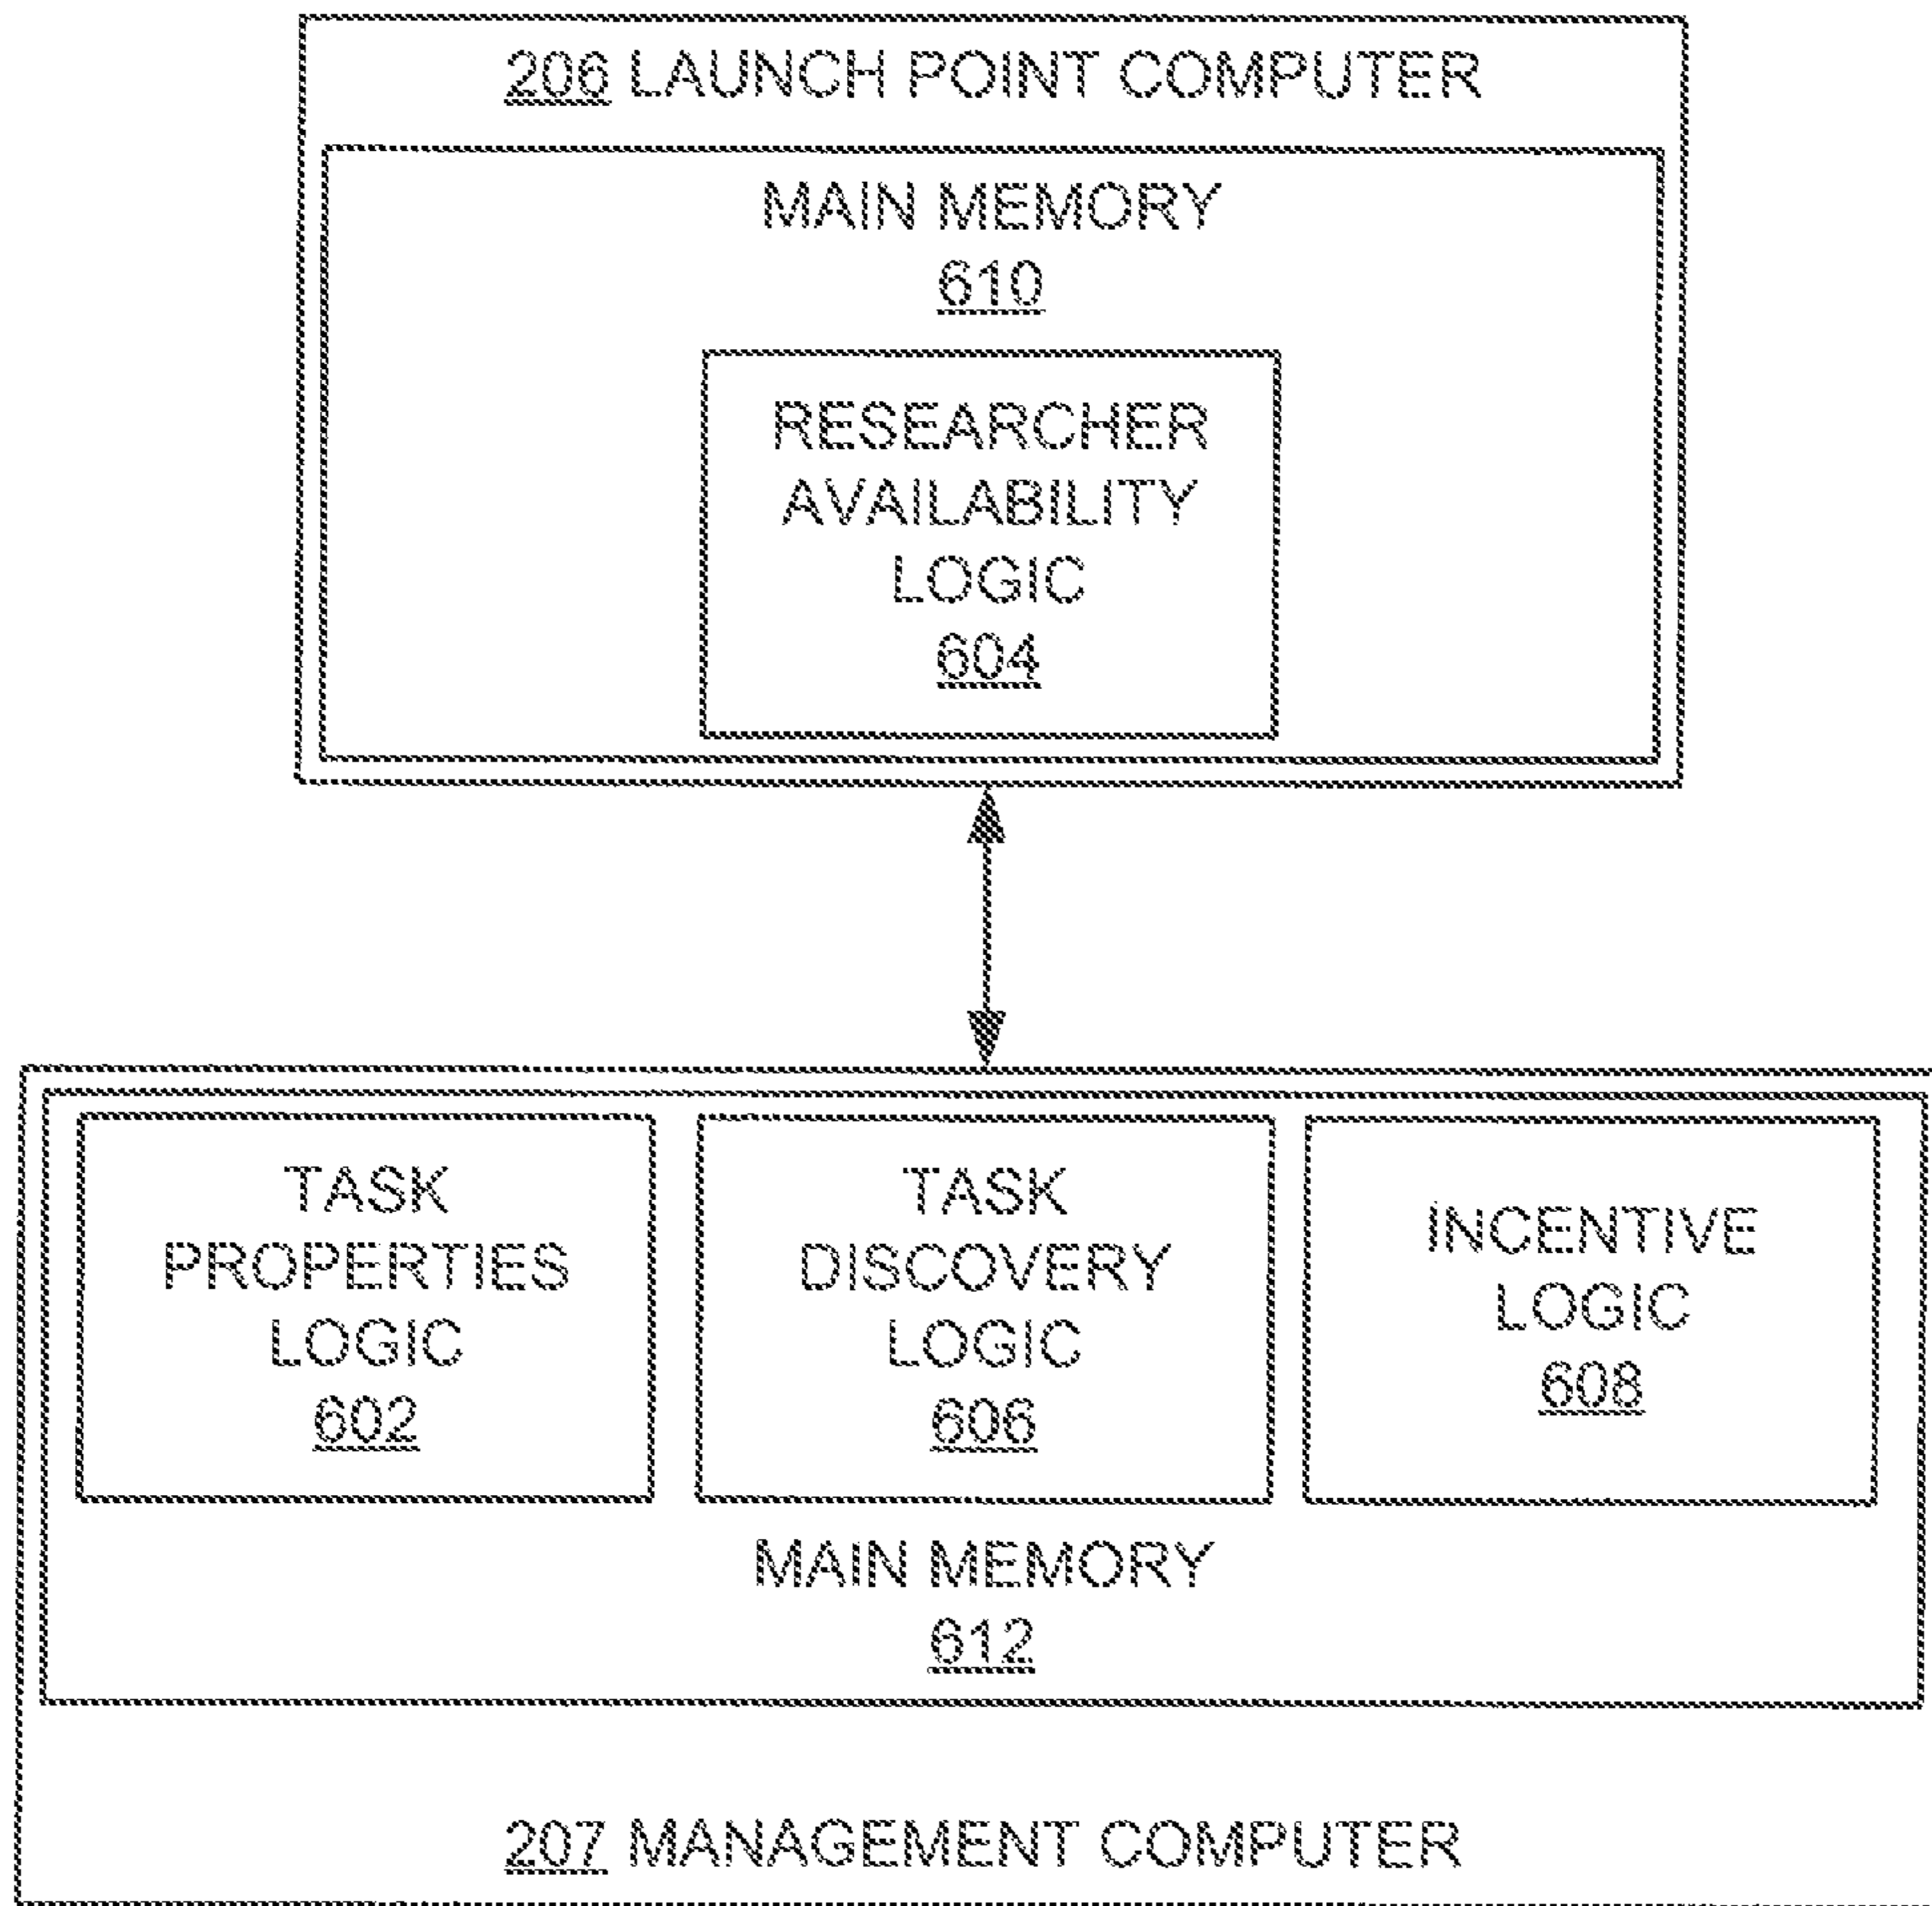 206 LAUNCH POINT COMPUTER
MAIN MEMORY
610
RESEARCHER
AVAILABILITY
LOGIC
604
TASK
PROPERTIES
LOGIC
602
TASK
DISCOVERY
LOGIC
606
INCENTIVE
LOGIC
608
MAIN MEMORY
612
207 MANAGEMENT COMPUTER